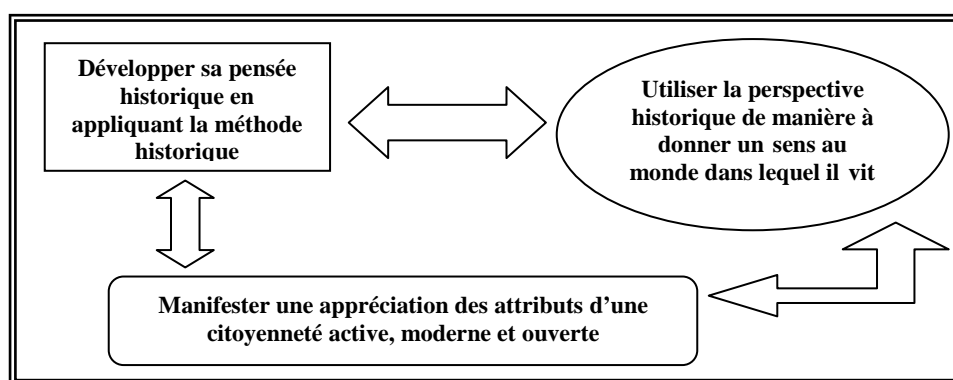 Développer sa pensée
historique en
appliquant la méthode
historique
Utiliser la perspective
historique de manière à
donner un sens au
monde dans lequel il vit
Manifester une appréciation des attributs d’une
citoyenneté active, moderne et ouverte